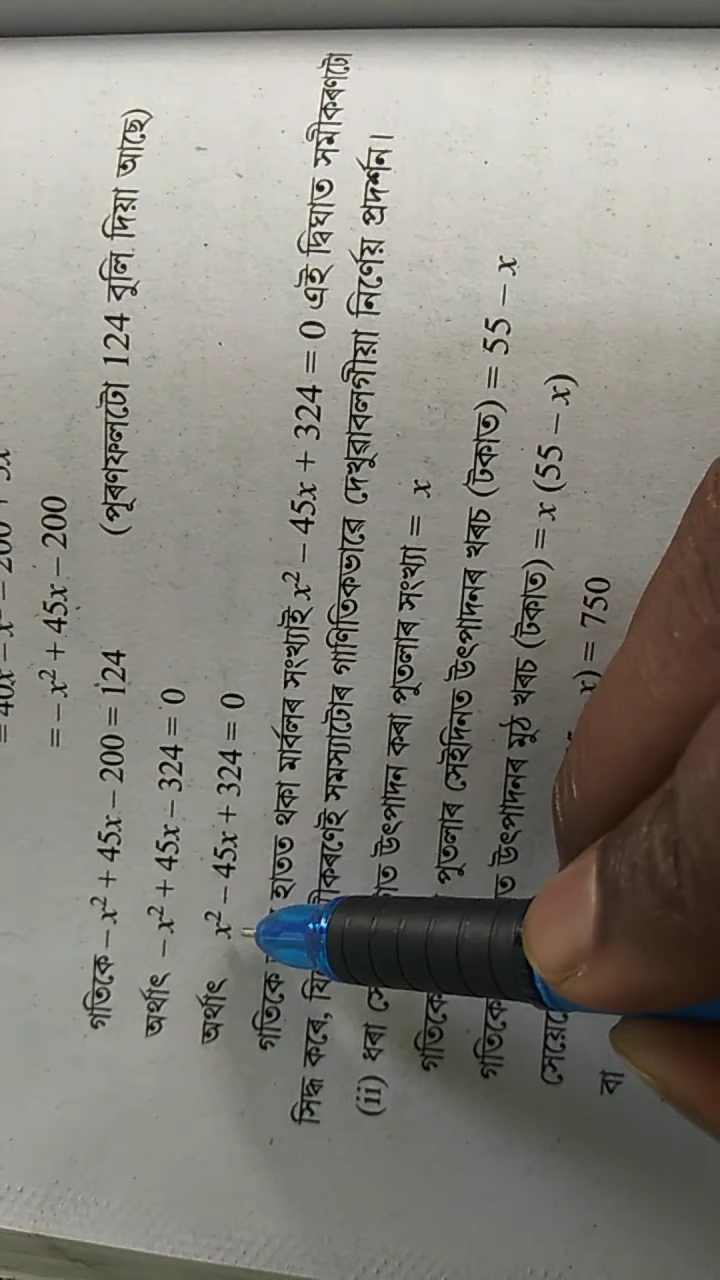 = − x² + 45x − 200
গতিকে − x² + 45x − 200 = 124 (পূৰণফলটো 124 বুলি দিয়া আছে)
অৰ্থাৎ − x² + 45x − 324 = 0
অৰ্থাৎ x² − 45x + 324 = 0
গতিকে হাতত থকা মাৰ্বলৰ সংখ্যাই x² − 45x + 324 = 0 এই দ্বিঘাত সমীকৰণটো
সিদ্ধ কৰে, সমস্যাটোৰ গাণিতিকভাৱে দেখুৱাবলগীয়া নিৰ্ণেয় প্ৰদৰ্শন।
(ii) ধৰা উৎপাদন কৰা পুতলাৰ সংখ্যা = x
গতিকে পুতলাৰ সেইদিনত উৎপাদনৰ খৰচ (টকাত) = 55 − x
গতিকে উৎপাদনৰ মুঠ খৰচ (টকাত) = x (55 − x)
x) = 750
বা